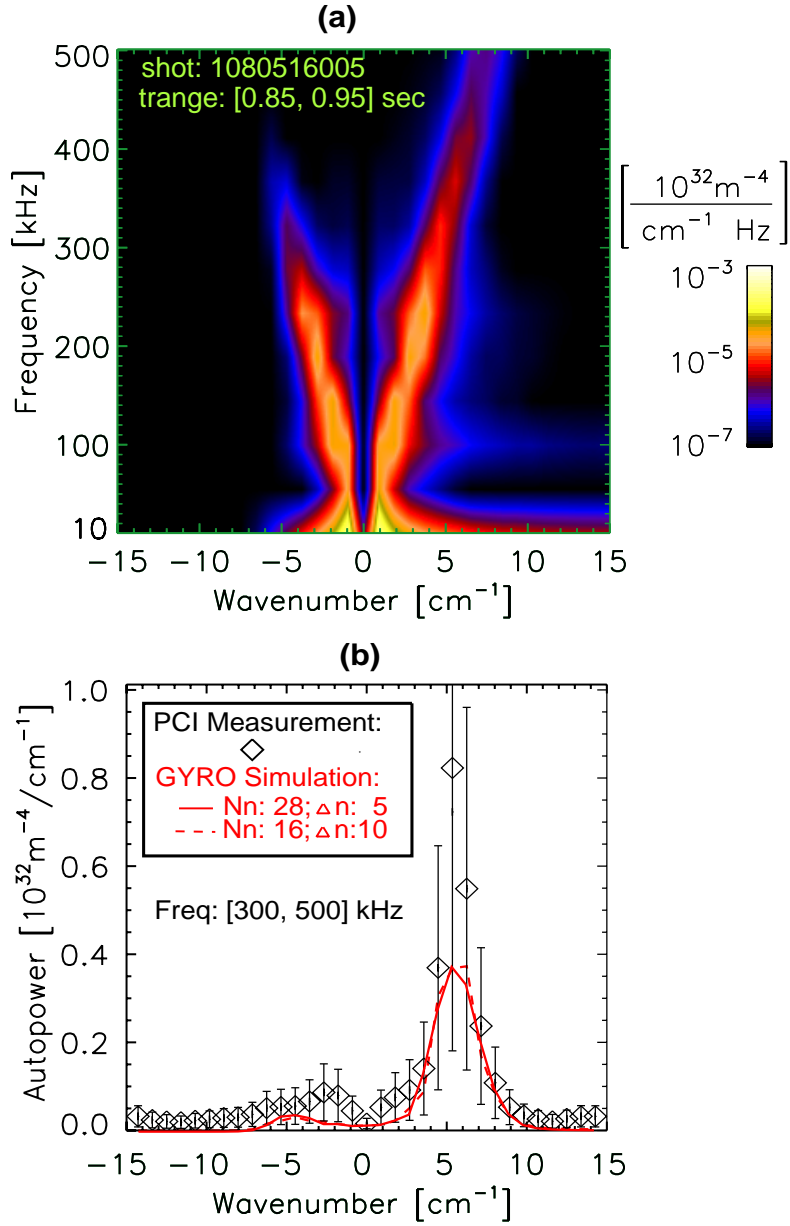 (a)
shot: 1080516005
trange: [0.85, 0.95] sec
500
400
300
200
100
10
Frequency [kHz]
−15 −10 −5 0 5 10 15
Wavenumber [cm⁻¹]
[10³²m⁻⁴
cm⁻¹ Hz]
10⁻³
10⁻⁵
10⁻⁷
(b)
1.0
0.8
0.6
0.4
0.2
0.0
Autopower [10³²m⁻⁴/cm⁻¹]
PCI Measurement:
GYRO Simulation:
Nn: 28; △n: 5
Nn: 16; △n:10
Freq: [300, 500] kHz
−15 −10 −5 0 5 10 15
Wavenumber [cm⁻¹]